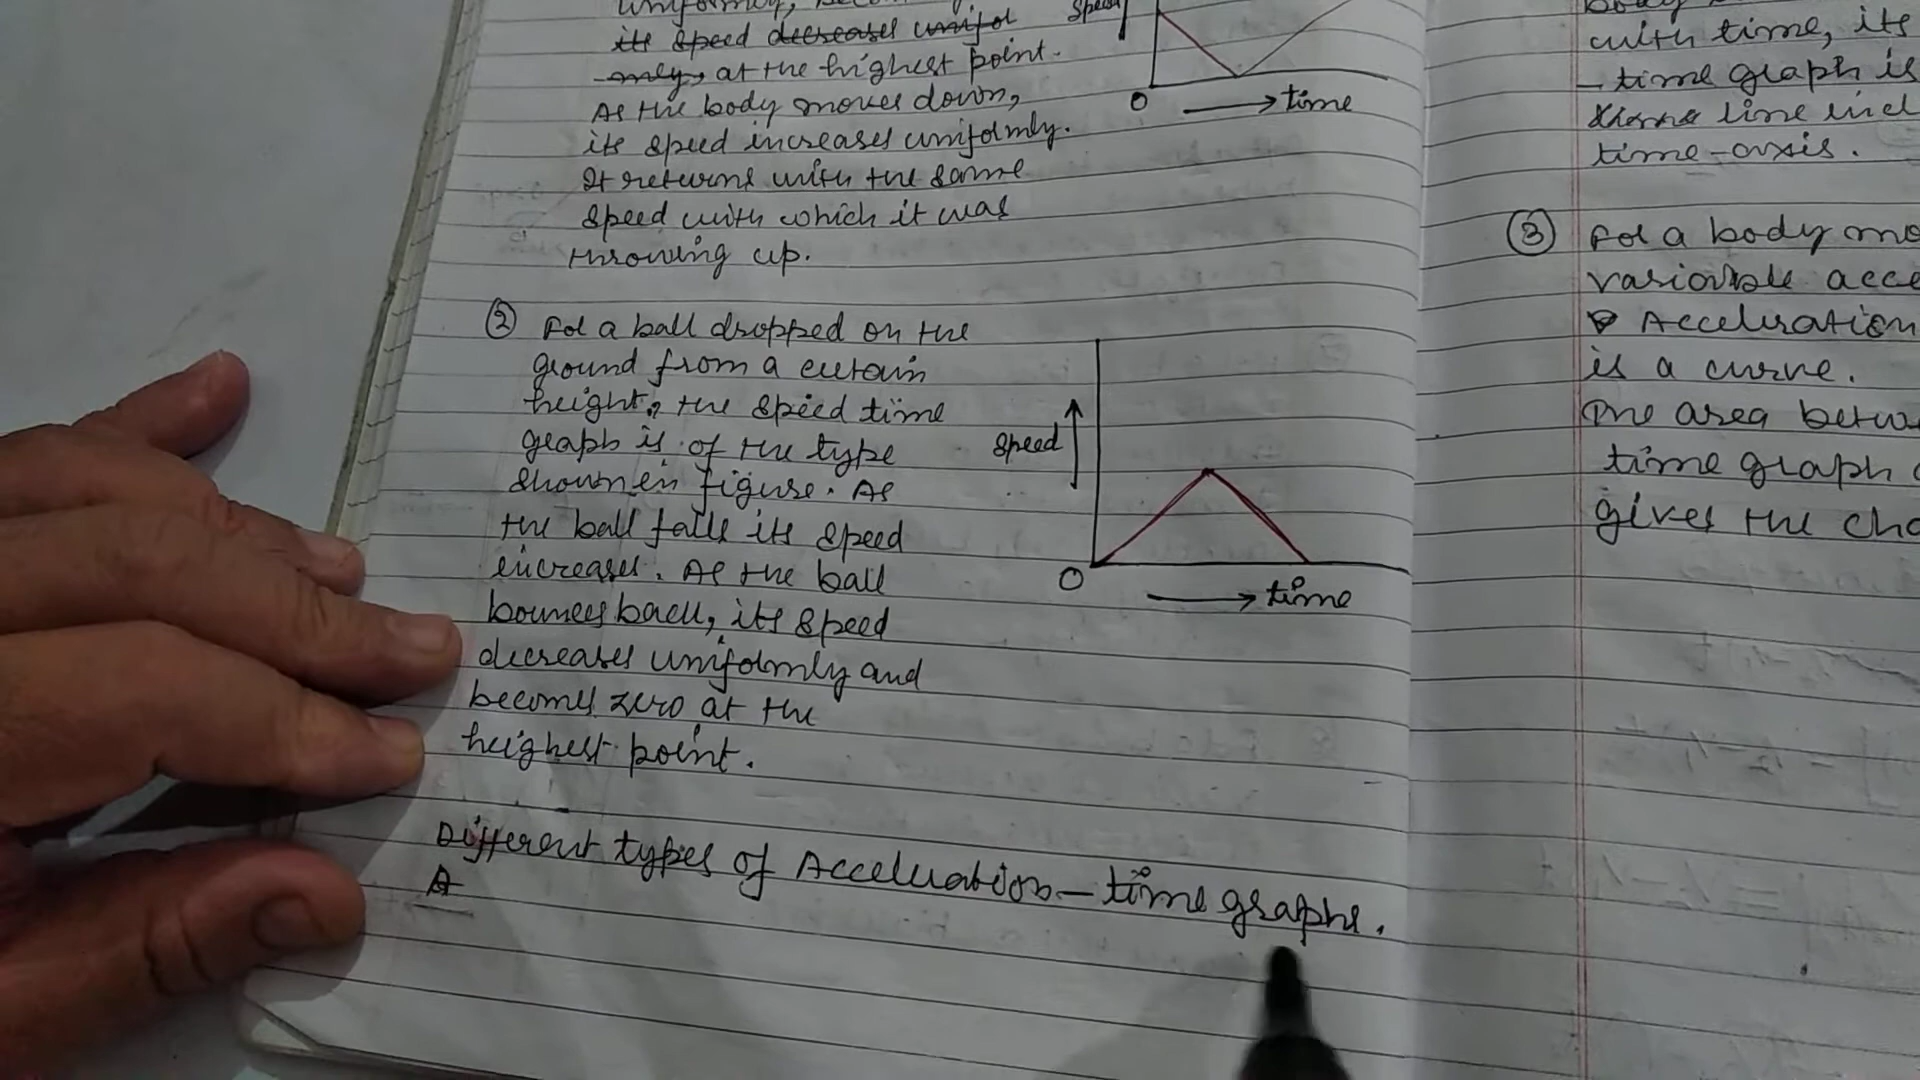 its speed decreases unifor
-mly, at the highest point.
As the body moves down,
its speed increases uniformly.
It returns with the same
speed with which it was
throwing up.
speed
O
time
② For a ball dropped on the
ground from a certain
height, the speed time
graph is of the type
shown in figure. As
the ball falls its speed
increases. As the ball
bounces back, its speed
decreases uniformly and
becomes zero at the
highest point.
speed
O
time
Different types of Acceleration-time graphs.
A
with time, its
-time graph is
line incl
time-axis.
③ For a body mo
variable acce
Acceleration
is a curve.
The area betw
time graph
gives the cha